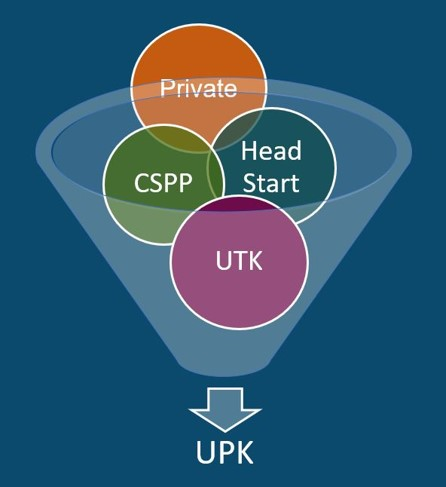 Private
Head
Start
CSPP
UTK
UPK